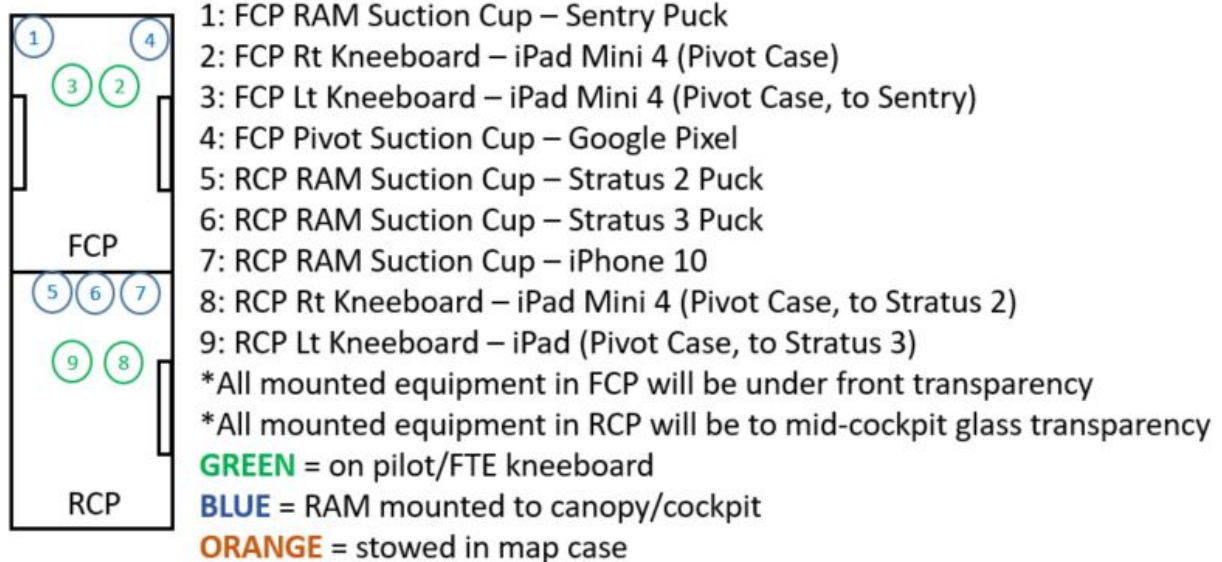 1: FCP RAM Suction Cup – Sentry Puck
2: FCP Rt Kneeboard – iPad Mini 4 (Pivot Case)
3: FCP Lt Kneeboard – iPad Mini 4 (Pivot Case, to Sentry)
4: FCP Pivot Suction Cup – Google Pixel
5: RCP RAM Suction Cup – Stratus 2 Puck
6: RCP RAM Suction Cup – Stratus 3 Puck
7: RCP RAM Suction Cup – iPhone 10
8: RCP Rt Kneeboard – iPad Mini 4 (Pivot Case, to Stratus 2)
9: RCP Lt Kneeboard – iPad (Pivot Case, to Stratus 3)
*All mounted equipment in FCP will be under front transparency
*All mounted equipment in RCP will be to mid-cockpit glass transparency
GREEN = on pilot/FTE kneeboard
BLUE = RAM mounted to canopy/cockpit
ORANGE = stowed in map case
1 4
3 2
FCP
5 6 7
9 8
RCP